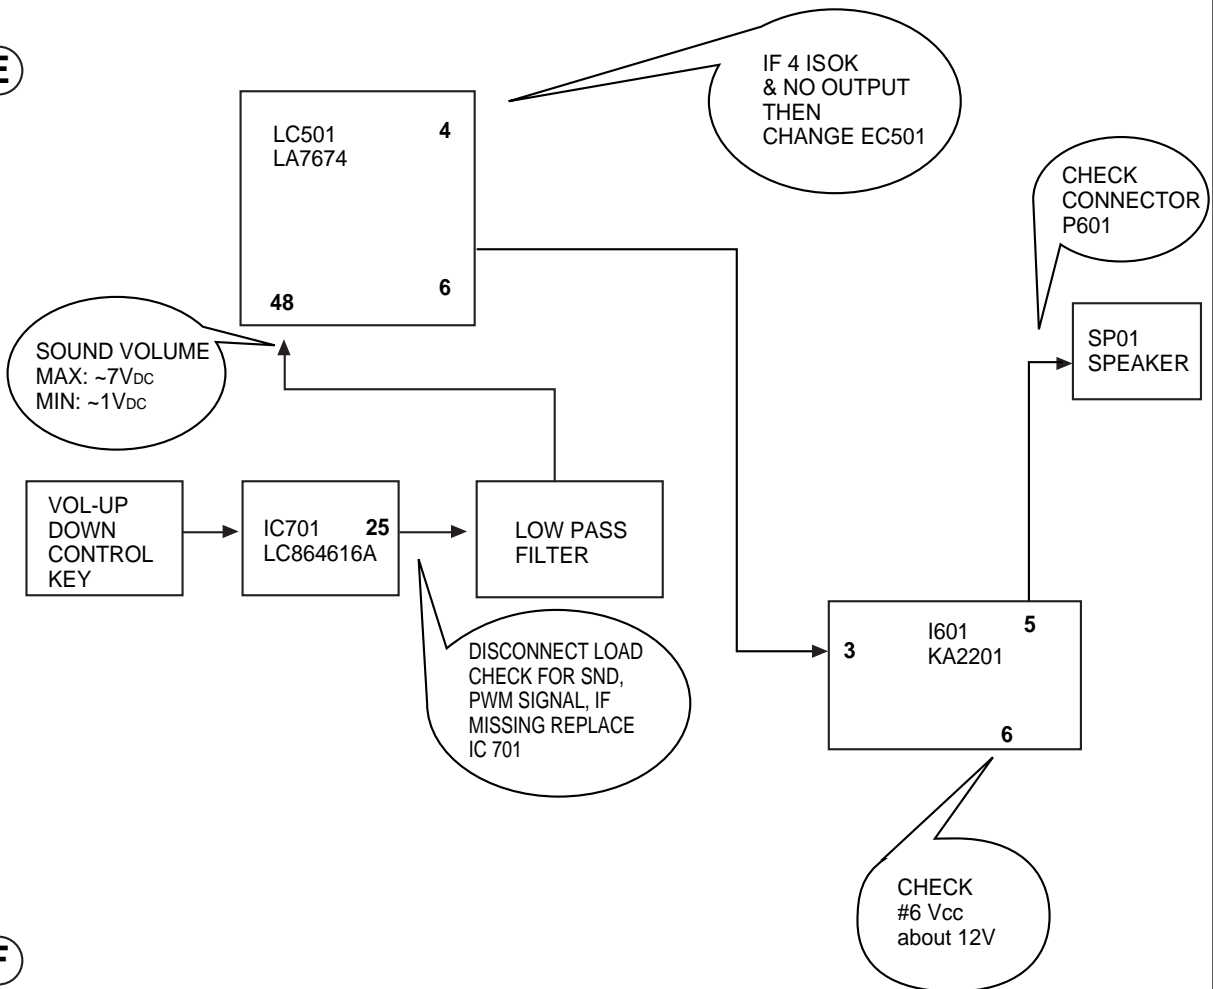 E
IF 4 ISOK
& NO OUTPUT
THEN
CHANGE EC501
LC501
LA7674
4
6
48
CHECK
CONNECTOR
P601
SP01
SPEAKER
SOUND VOLUME
MAX: ~7VDC
MIN: ~1VDC
VOL-UP
DOWN
CONTROL
KEY
IC701 25
LC864616A
LOW PASS
FILTER
DISCONNECT LOAD
CHECK FOR SND,
PWM SIGNAL, IF
MISSING REPLACE
IC 701
3
I601
KA2201
5
6
CHECK
#6 Vcc
about 12V
F